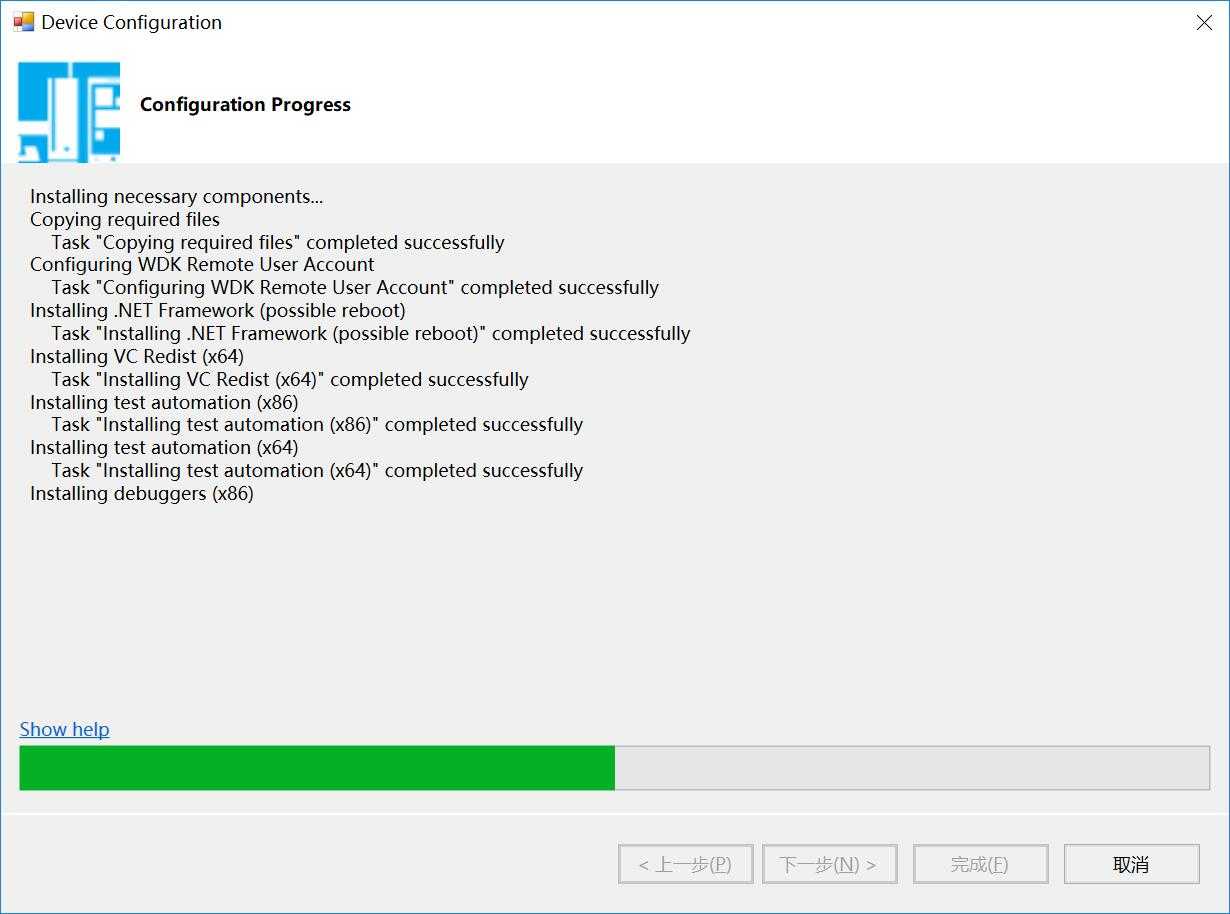 Device Configuration
Configuration Progress
Installing necessary components...
Copying required files
Task "Copying required files" completed successfully
Configuring WDK Remote User Account
Task "Configuring WDK Remote User Account" completed successfully
Installing .NET Framework (possible reboot)
Task "Installing .NET Framework (possible reboot)" completed successfully
Installing VC Redist (x64)
Task "Installing VC Redist (x64)" completed successfully
Installing test automation (x86)
Task "Installing test automation (x86)" completed successfully
Installing test automation (x64)
Task "Installing test automation (x64)" completed successfully
Installing debuggers (x86)
Show help
< 上一步(P) 下一步(N) > 完成(F) 取消